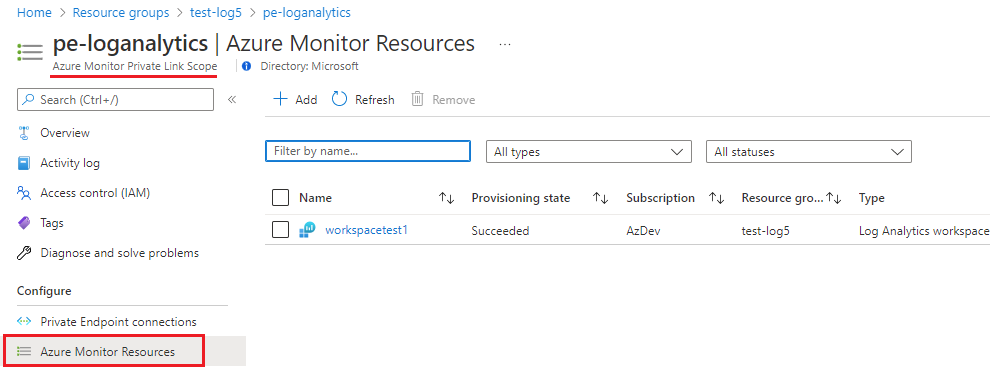 Home > Resource groups > test-log5 > pe-loganalytics
pe-loganalytics | Azure Monitor Resources ...
Azure Monitor Private Link Scope Directory: Microsoft
Search (Ctrl+/) «
Add Refresh Remove
Overview
Activity log
Access control (IAM)
Tags
Diagnose and solve problems
Configure
Private Endpoint connections
Azure Monitor Resources
Filter by name... All types All statuses
Name Provisioning state Subscription Resource gro... Type
workspacetest1 Succeeded AzDev test-log5 Log Analytics workspace